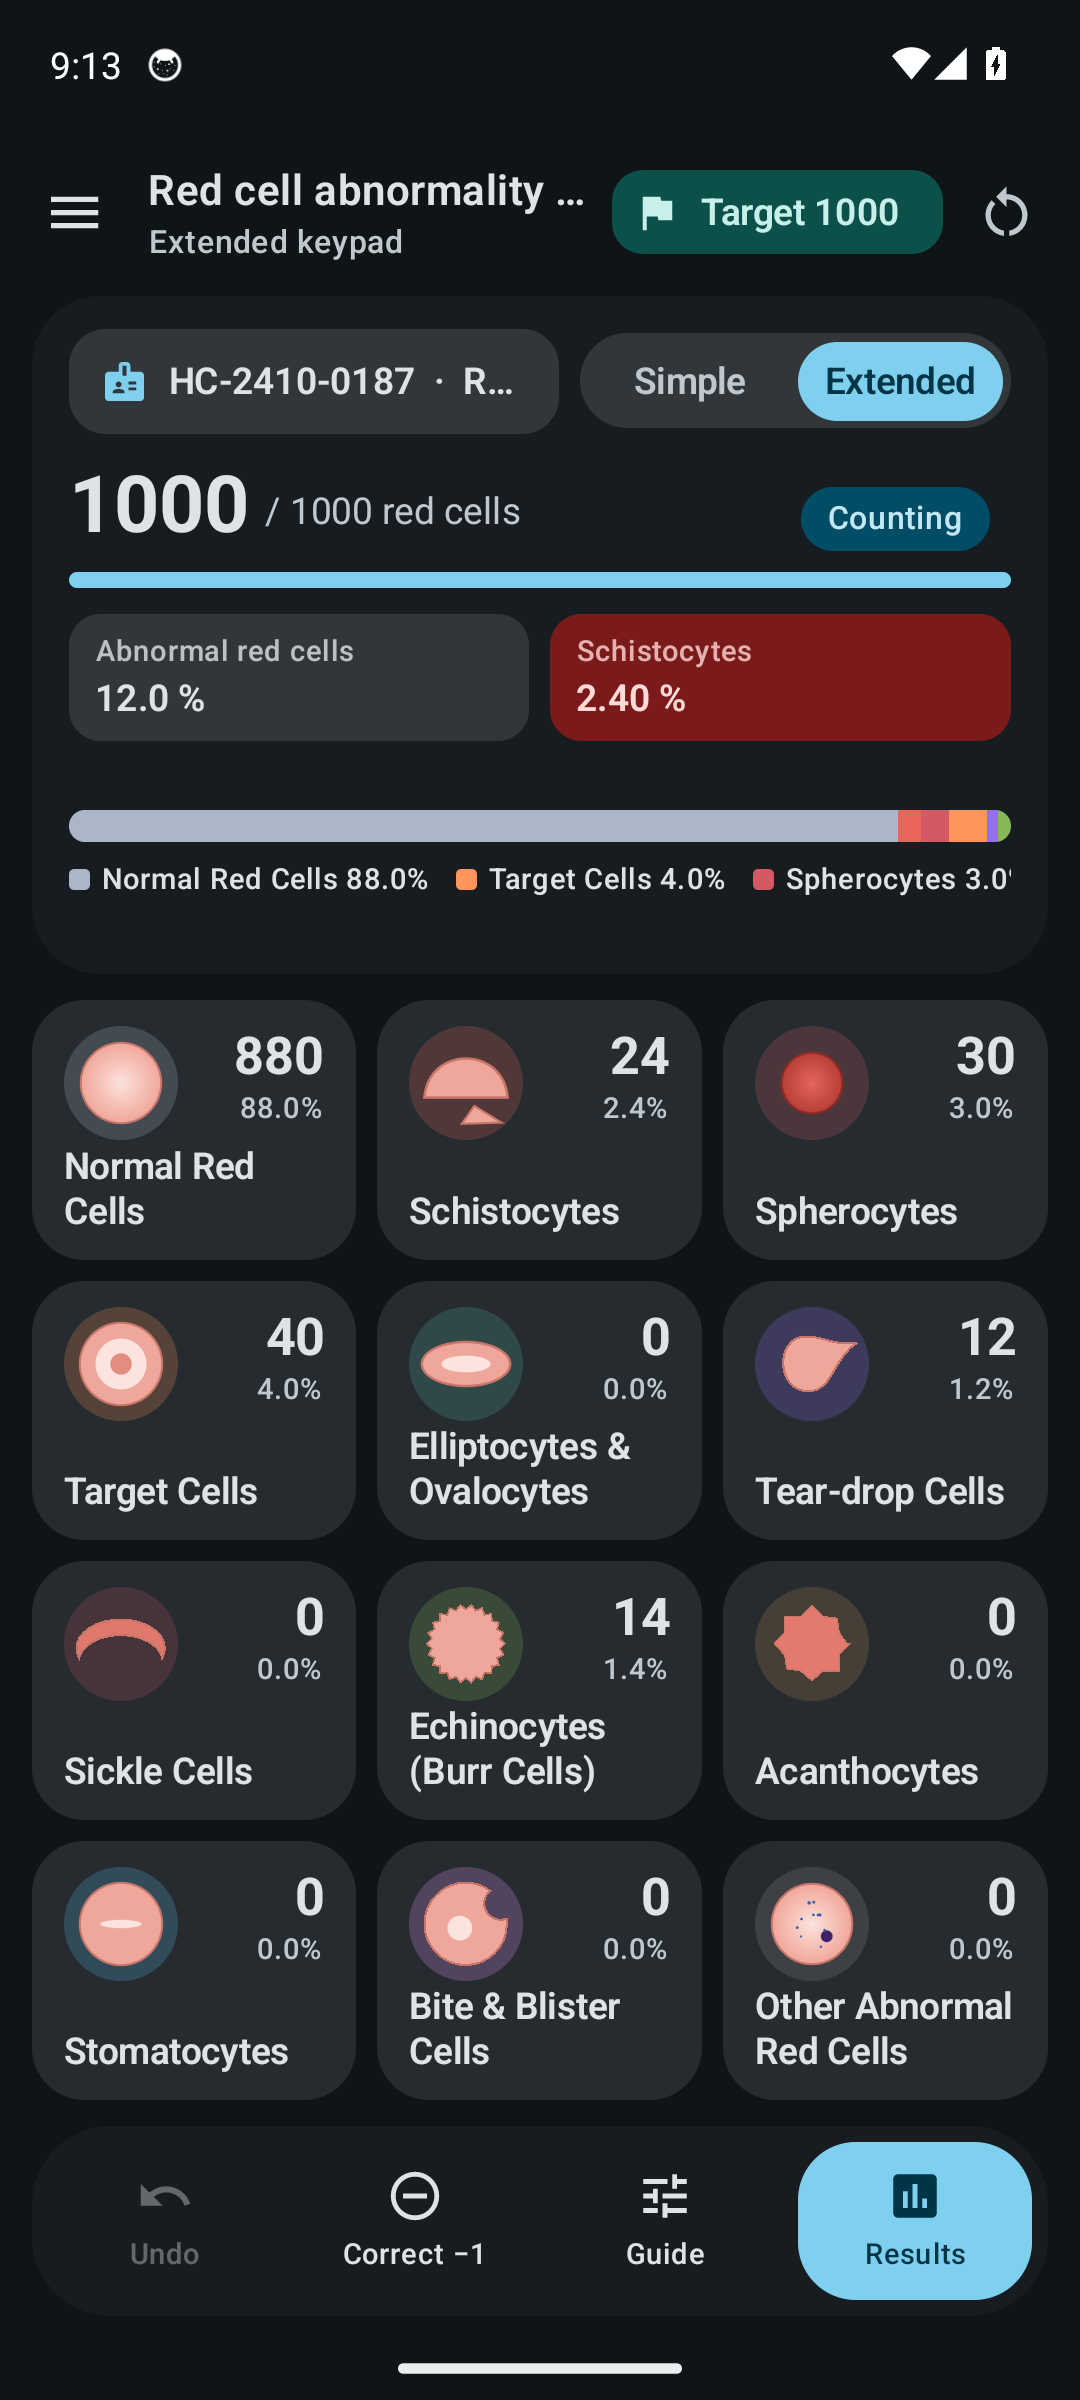 9:13
Red cell abnormality ...
Extended keypad
Target 1000
HC-2410-0187 · R...
Simple
Extended
1000 / 1000 red cells
Counting
Abnormal red cells
12.0 %
Schistocytes
2.40 %
Normal Red Cells 88.0%
Target Cells 4.0%
Spherocytes 3.0
880
88.0%
Normal Red
Cells
24
2.4%
Schistocytes
30
3.0%
Spherocytes
40
4.0%
Target Cells
0
0.0%
Elliptocytes &
Ovalocytes
12
1.2%
Tear-drop Cells
0
0.0%
Sickle Cells
14
1.4%
Echinocytes
(Burr Cells)
0
0.0%
Acanthocytes
0
0.0%
Stomatocytes
0
0.0%
Bite & Blister
Cells
0
0.0%
Other Abnormal
Red Cells
Undo
Correct −1
Guide
Results